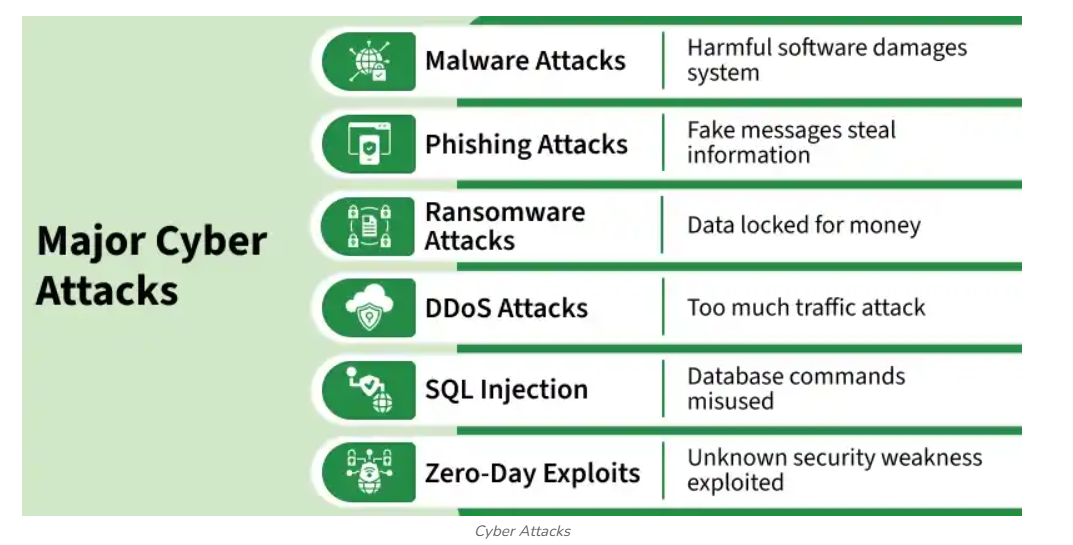 Major Cyber
Attacks
Malware Attacks
Harmful software damages
system
Phishing Attacks
Fake messages steal
information
Ransomware
Attacks
Data locked for money
DDoS Attacks
Too much traffic attack
SQL Injection
Database commands
misused
Zero-Day Exploits
Unknown security weakness
exploited
Cyber Attacks